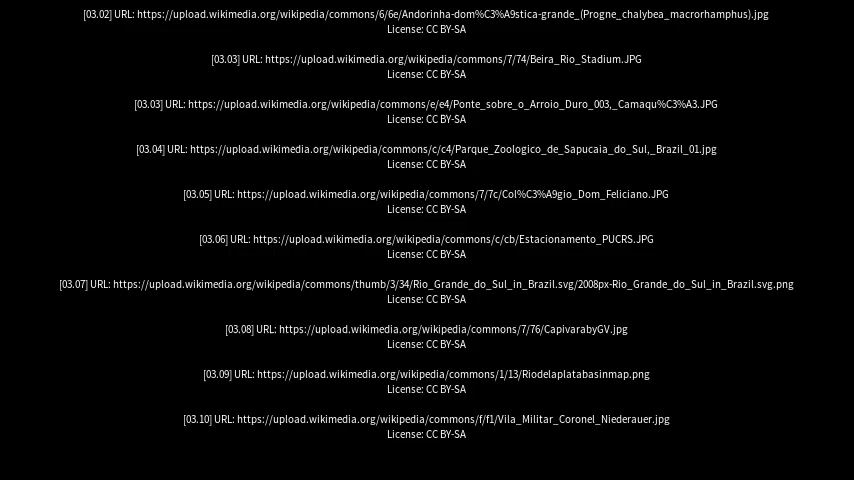 [03.02] URL: https://upload.wikimedia.org/wikipedia/commons/6/6e/Andorinha-dom%C3%A9stica-grande_(Progne_chalybea_macrorhamphus).jpg
License: CC BY-SA
[03.03] URL: https://upload.wikimedia.org/wikipedia/commons/7/74/Beira_Rio_Stadium.JPG
License: CC BY-SA
[03.03] URL: https://upload.wikimedia.org/wikipedia/commons/e/e4/Ponte_sobre_o_Arroio_Duro_003,_Camaqu%C3%A3.JPG
License: CC BY-SA
[03.04] URL: https://upload.wikimedia.org/wikipedia/commons/c/c4/Parque_Zoologico_de_Sapucaia_do_Sul,_Brazil_01.jpg
License: CC BY-SA
[03.05] URL: https://upload.wikimedia.org/wikipedia/commons/7/7c/Col%C3%A9gio_Dom_Feliciano.JPG
License: CC BY-SA
[03.06] URL: https://upload.wikimedia.org/wikipedia/commons/c/cb/Estacionamento_PUCRS.JPG
License: CC BY-SA
[03.07] URL: https://upload.wikimedia.org/wikipedia/commons/thumb/3/34/Rio_Grande_do_Sul_in_Brazil.svg/2008px-Rio_Grande_do_Sul_in_Brazil.svg.png
License: CC BY-SA
[03.08] URL: https://upload.wikimedia.org/wikipedia/commons/7/76/CapivarabyGV.jpg
License: CC BY-SA
[03.09] URL: https://upload.wikimedia.org/wikipedia/commons/1/13/Riodelaplatabasinmap.png
License: CC BY-SA
[03.10] URL: https://upload.wikimedia.org/wikipedia/commons/f/f1/Vila_Militar_Coronel_Niederauer.jpg
License: CC BY-SA